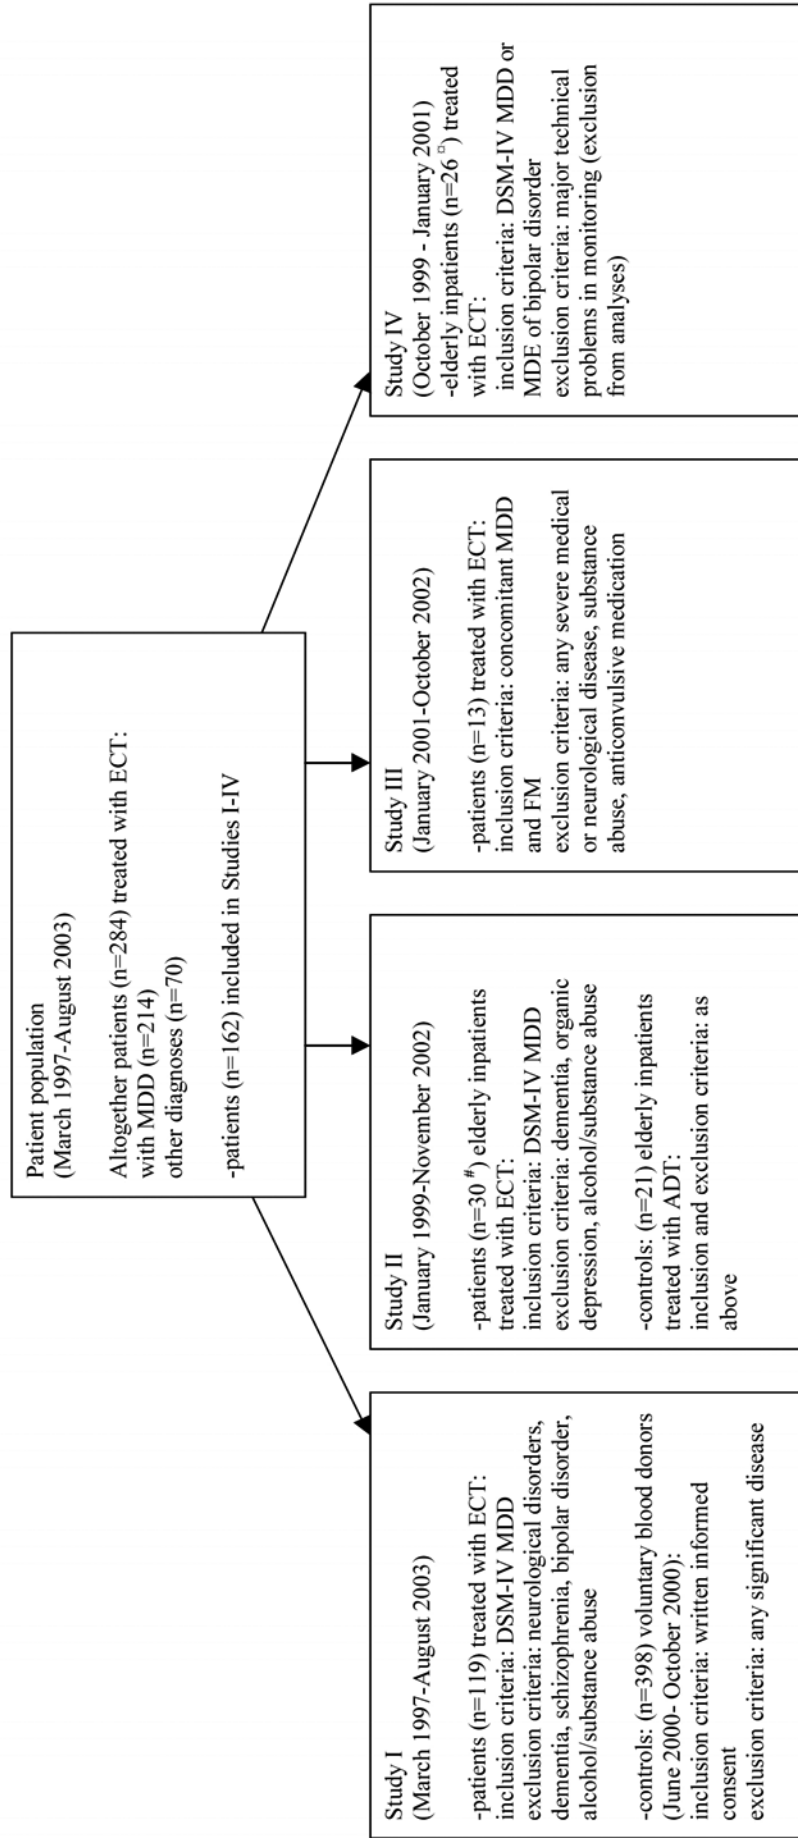 Patient population
(March 1997-August 2003)
Altogether patients (n=284) treated with ECT:
with MDD (n=214)
other diagnoses (n=70)
-patients (n=162) included in Studies I-IV
Study I
(March 1997-August 2003)
-patients (n=119) treated with ECT:
inclusion criteria: DSM-IV MDD
exclusion criteria: neurological disorders,
dementia, schizophrenia, bipolar disorder,
alcohol/substance abuse
-controls: (n=398) voluntary blood donors
(June 2000- October 2000):
inclusion criteria: written informed
consent
exclusion criteria: any significant disease
Study II
(January 1999-November 2002)
-patients (n=30 #) elderly inpatients
treated with ECT:
inclusion criteria: DSM-IV MDD
exclusion criteria: dementia, organic
depression, alcohol/substance abuse
-controls: (n=21) elderly inpatients
treated with ADT:
inclusion and exclusion criteria: as
above
Study III
(January 2001-October 2002)
-patients (n=13) treated with ECT:
inclusion criteria: concomitant MDD
and FM
exclusion criteria: any severe medical
or neurological disease, substance
abuse, anticonvulsive medication
Study IV
(October 1999 - January 2001)
-elderly inpatients (n=26 ¤) treated
with ECT:
inclusion criteria: DSM-IV MDD or
MDE of bipolar disorder
exclusion criteria: major technical
problems in monitoring (exclusion
from analyses)